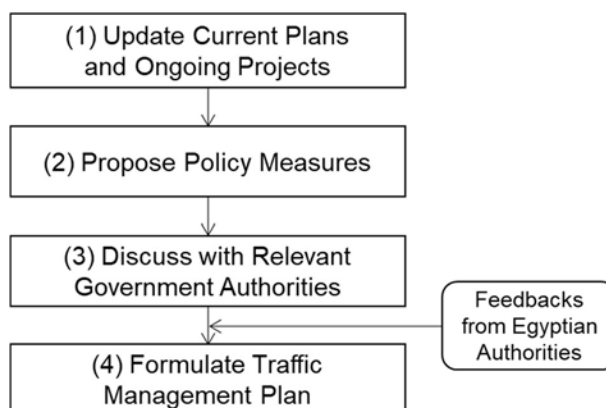 (1) Update Current Plans
and Ongoing Projects
(2) Propose Policy Measures
(3) Discuss with Relevant
Government Authorities
Feedbacks
from Egyptian
Authorities
(4) Formulate Traffic
Management Plan